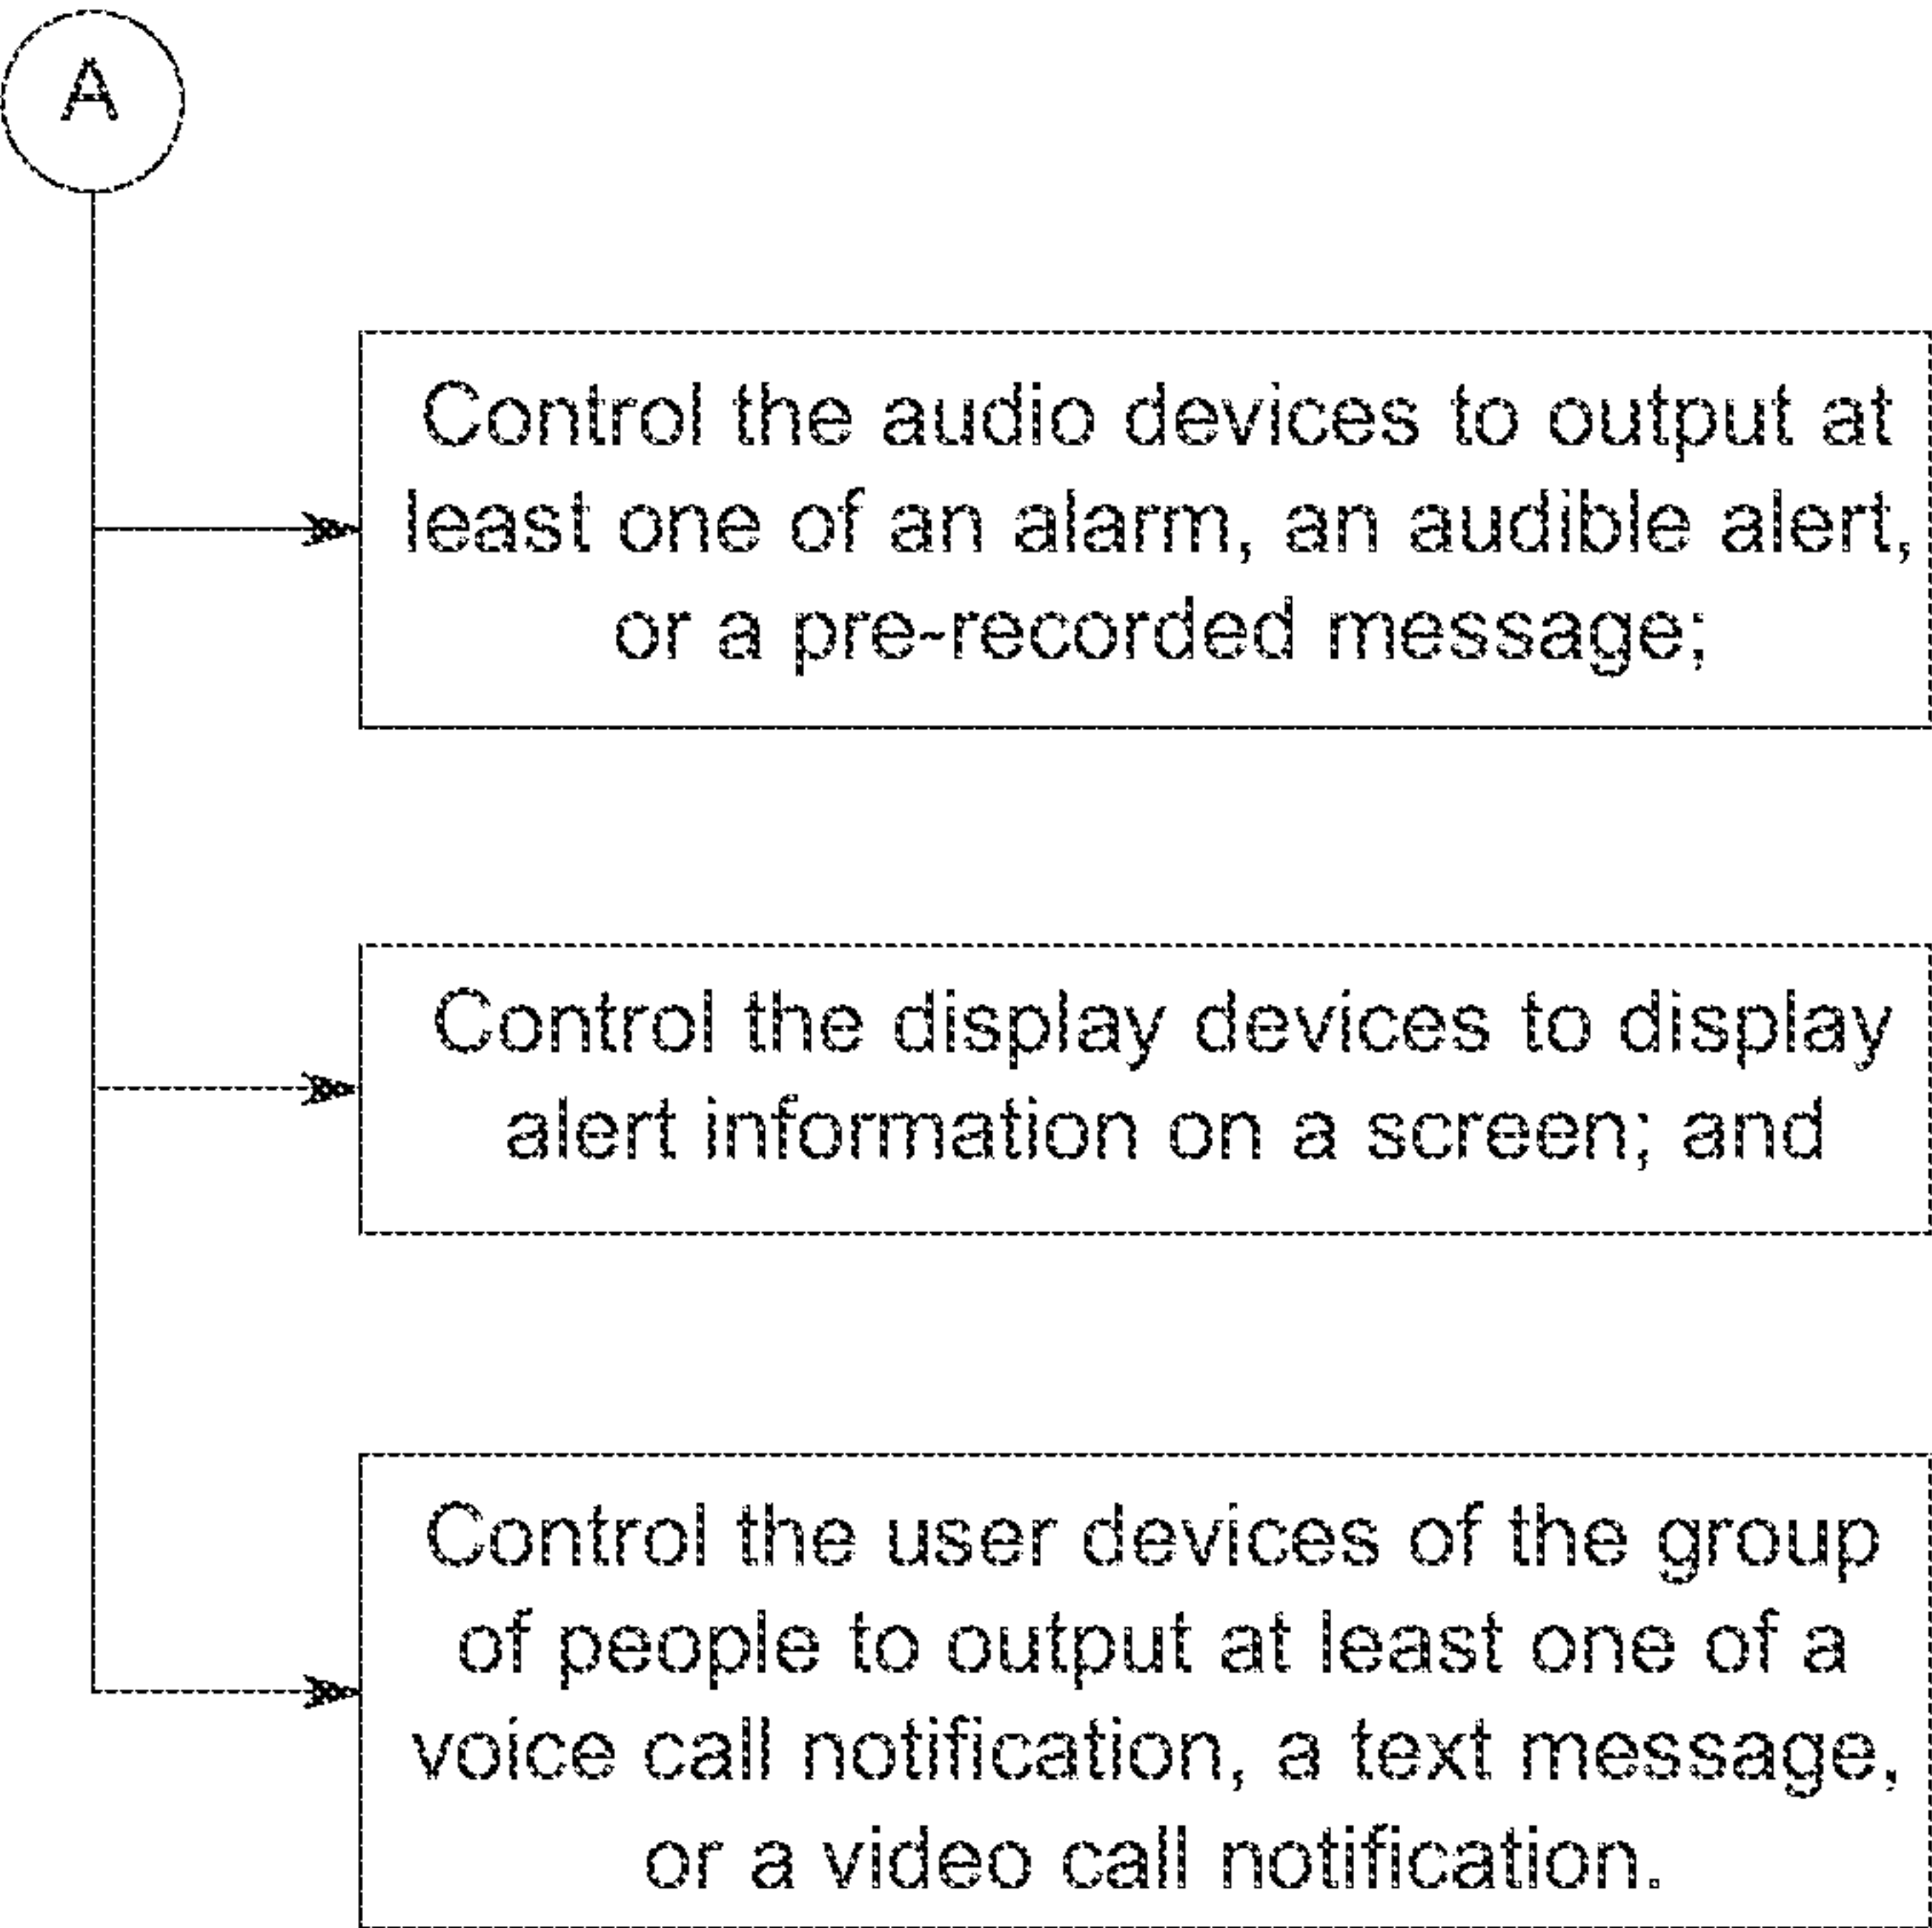 A
Control the audio devices to output at
least one of an alarm, an audible alert,
or a pre-recorded message;
Control the display devices to display
alert information on a screen; and
Control the user devices of the group
of people to output at least one of a
voice call notification, a text message,
or a video call notification.